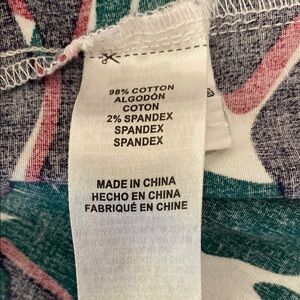 98% COTTON
ALGODÓN
COTON
2% SPANDEX
SPANDEX
SPANDEX
MADE IN CHINA
HECHO EN CHINA
FABRIQUÉ EN CHINE